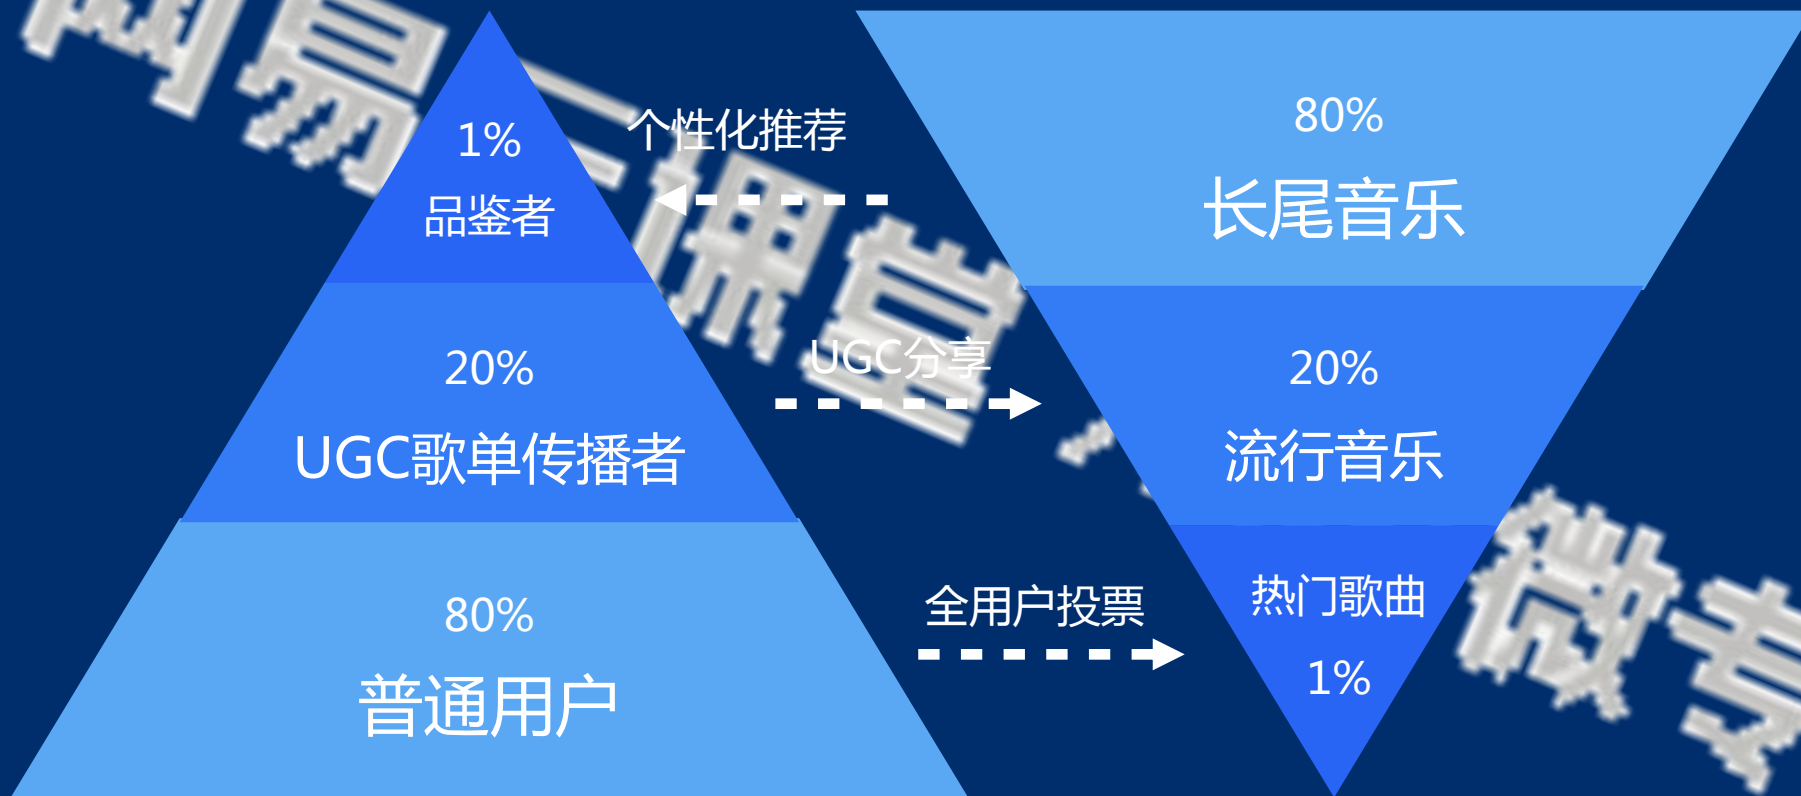 1%
品鉴者
20%
UGC歌单传播者
80%
普通用户
个性化推荐
UGC分享
全用户投票
80%
长尾音乐
20%
流行音乐
热门歌曲
1%
网易云课堂
微专